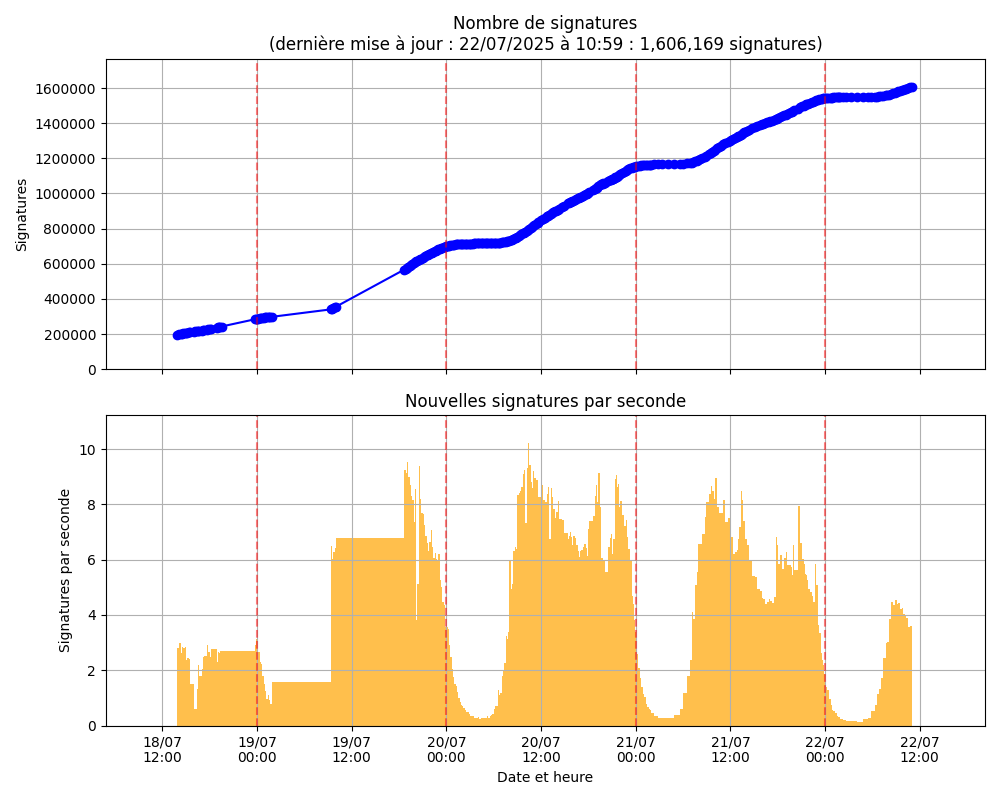 Nombre de signatures
(dernière mise à jour : 22/07/2025 à 10:59 : 1,606,169 signatures)
Signatures
1600000
1400000
1200000
1000000
800000
600000
400000
200000
0
Nouvelles signatures par seconde
Signatures par seconde
10
8
6
4
2
0
18/07 19/07 19/07 20/07 20/07 21/07 21/07 22/07 22/07
12:00 00:00 12:00 00:00 12:00 00:00 12:00 00:00 12:00
Date et heure